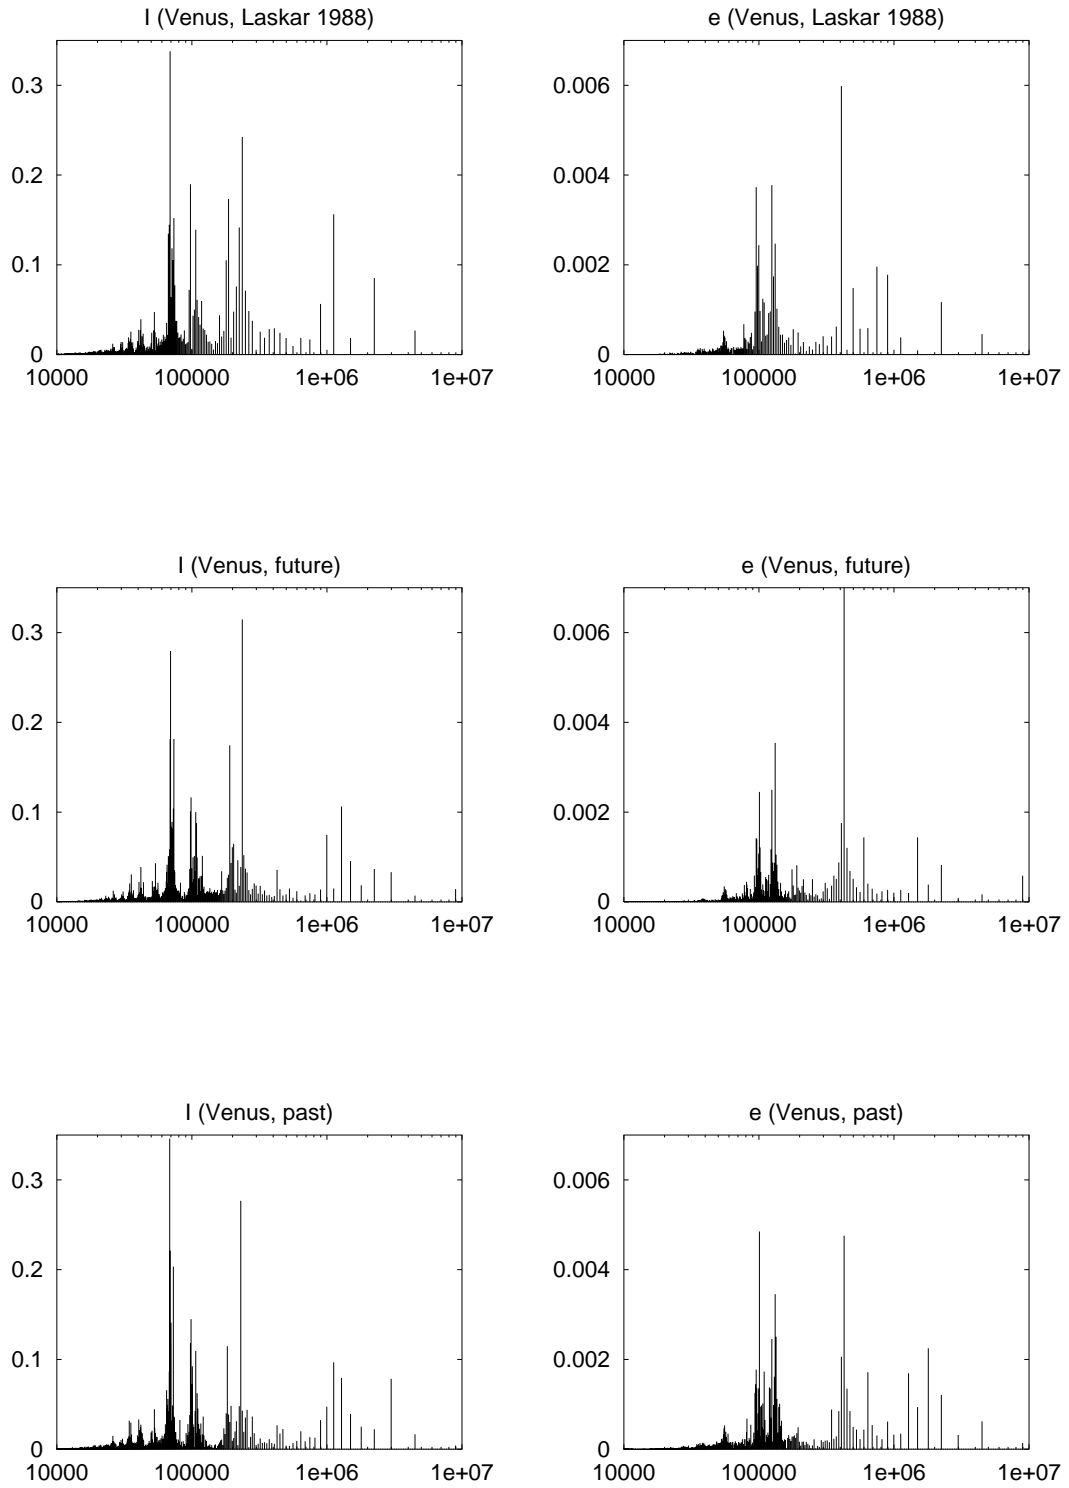 I (Venus, Laskar 1988)
0.3
0.2
0.1
0
10000 100000 1e+06 1e+07
e (Venus, Laskar 1988)
0.006
0.004
0.002
0
10000 100000 1e+06 1e+07
I (Venus, future)
0.3
0.2
0.1
0
10000 100000 1e+06 1e+07
e (Venus, future)
0.006
0.004
0.002
0
10000 100000 1e+06 1e+07
I (Venus, past)
0.3
0.2
0.1
0
10000 100000 1e+06 1e+07
e (Venus, past)
0.006
0.004
0.002
0
10000 100000 1e+06 1e+07